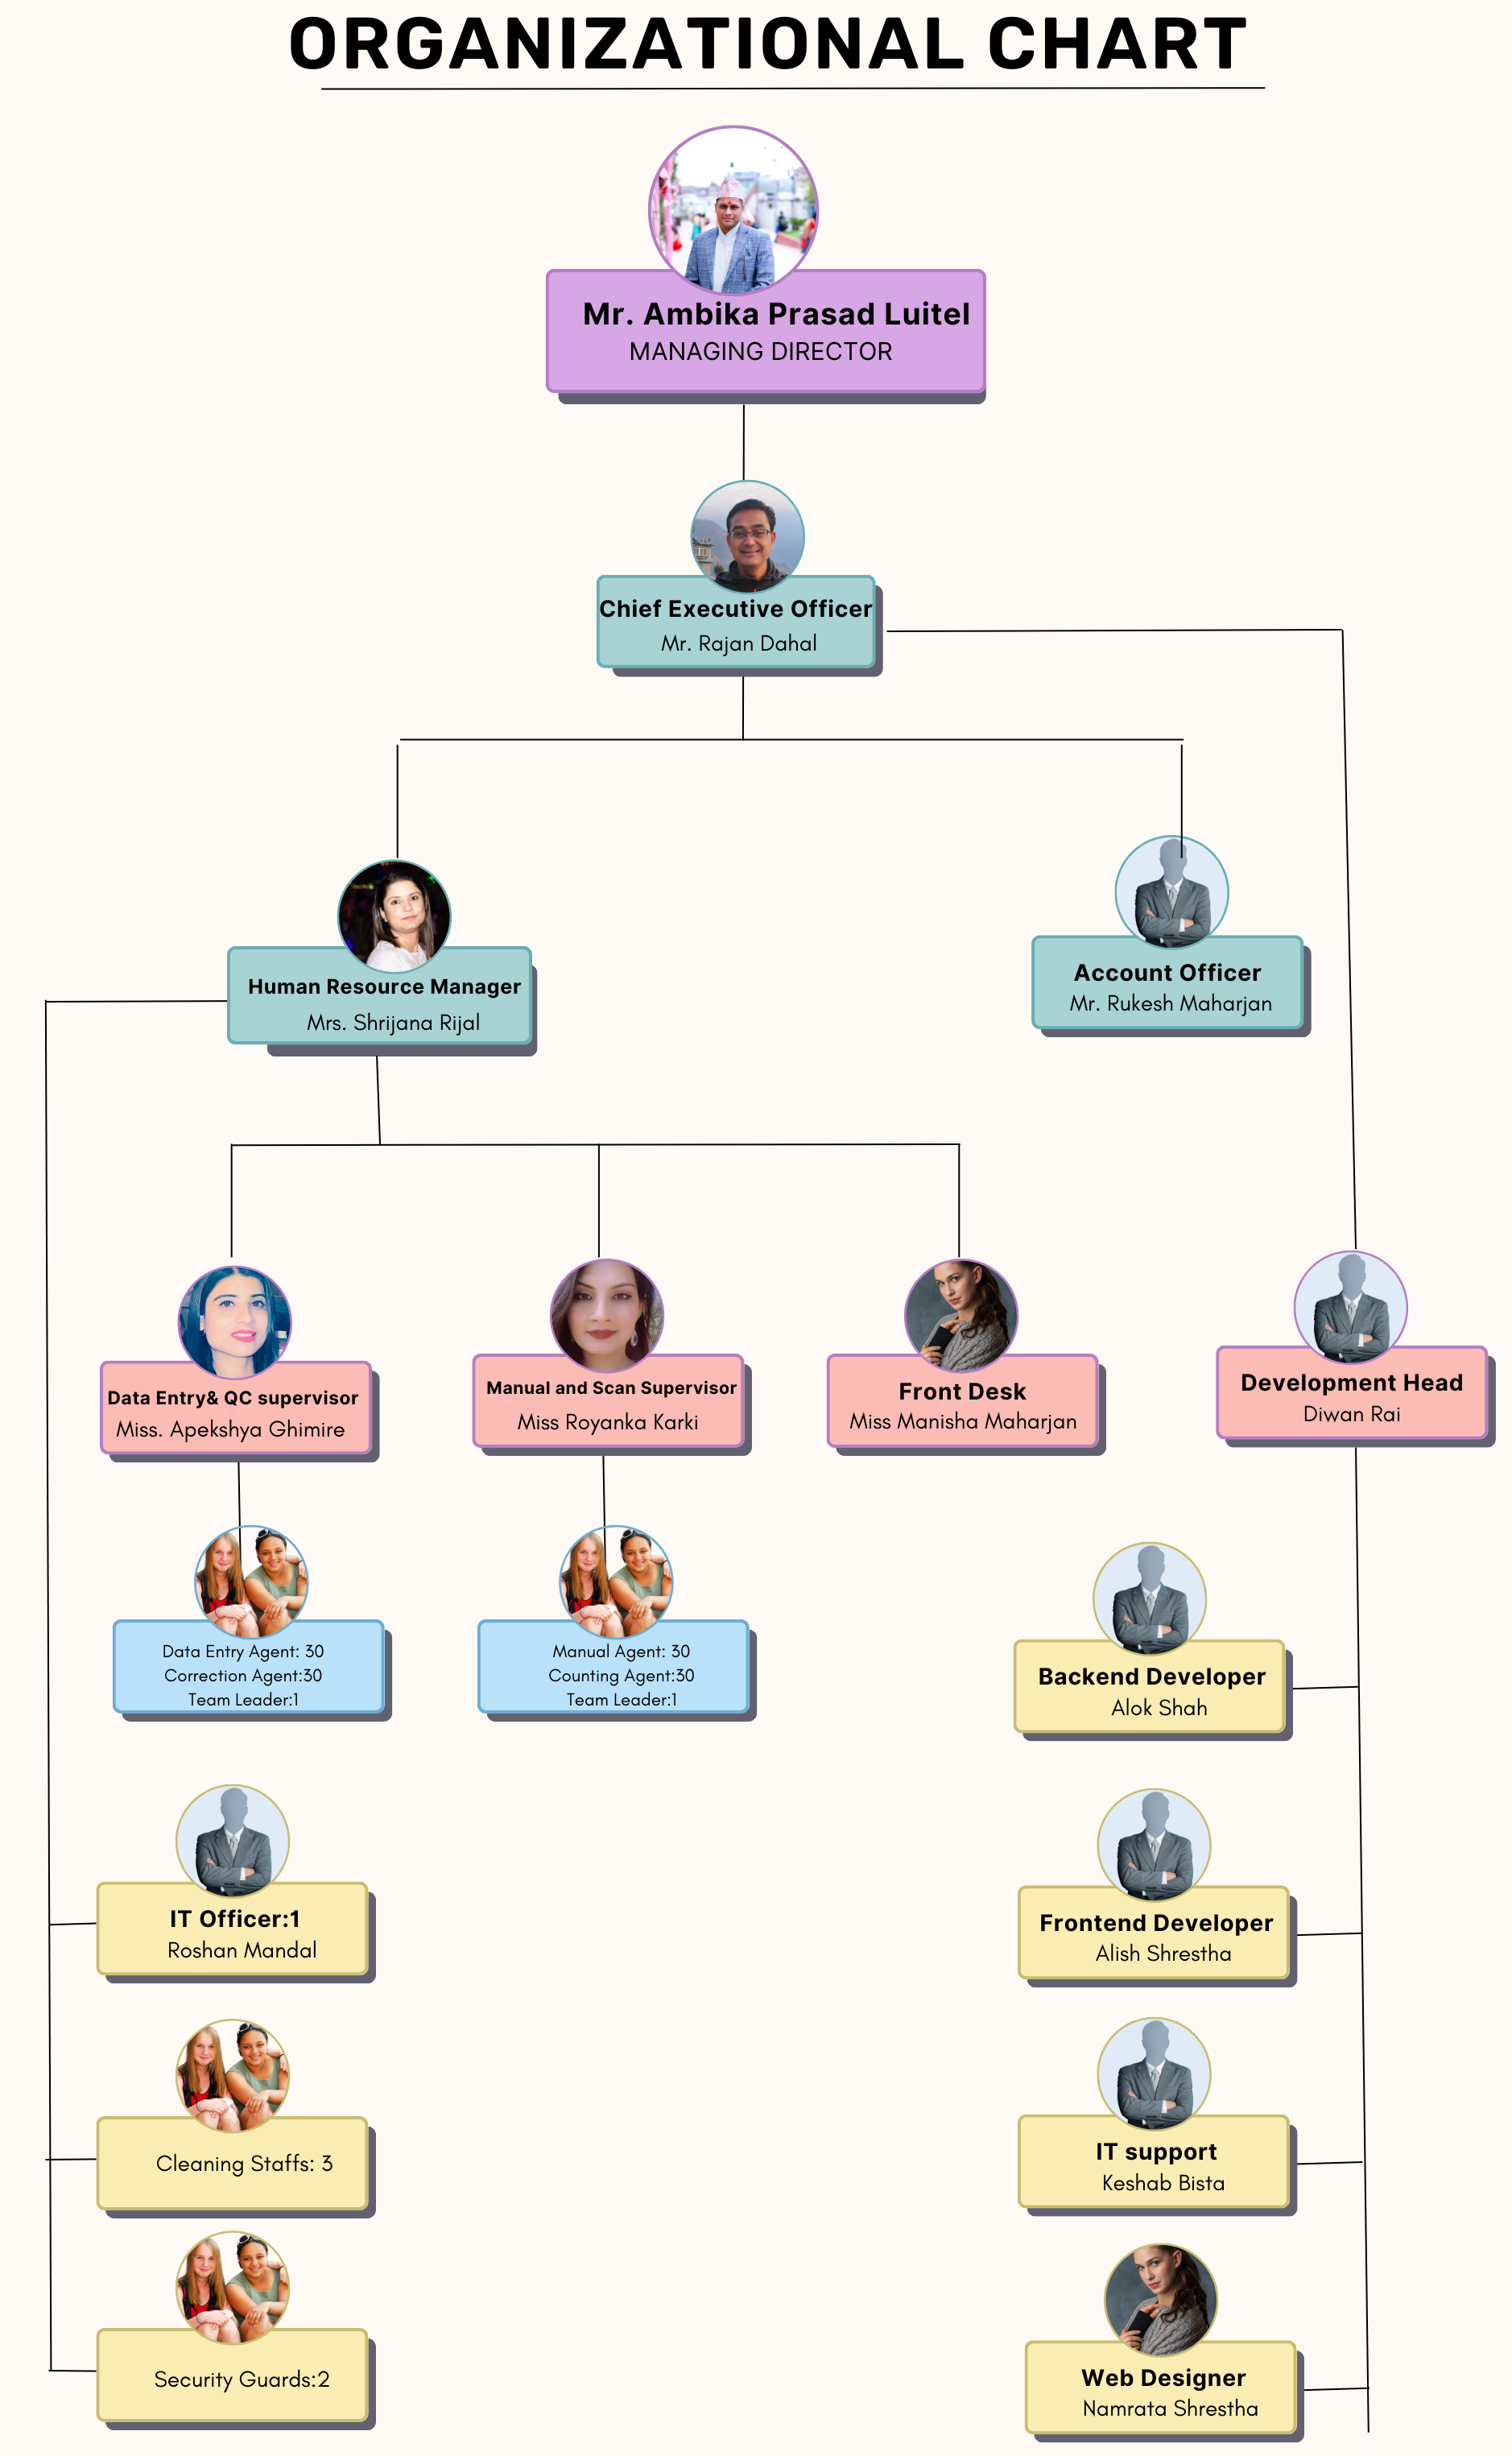 ORGANIZATIONAL CHART
Mr. Ambika Prasad Luitel
MANAGING DIRECTOR
Chief Executive Officer
Mr. Rajan Dahal
Human Resource Manager
Mrs. Shrijana Rijal
Account Officer
Mr. Rukesh Maharjan
Data Entry& QC supervisor
Miss. Apekshya Ghimire
Manual and Scan Supervisor
Miss Royanka Karki
Front Desk
Miss Manisha Maharjan
Development Head
Diwan Rai
Data Entry Agent: 30
Correction Agent:30
Team Leader:1
Manual Agent: 30
Counting Agent:30
Team Leader:1
Backend Developer
Alok Shah
IT Officer:1
Roshan Mandal
Frontend Developer
Alish Shrestha
Cleaning Staffs: 3
IT support
Keshab Bista
Security Guards:2
Web Designer
Namrata Shrestha